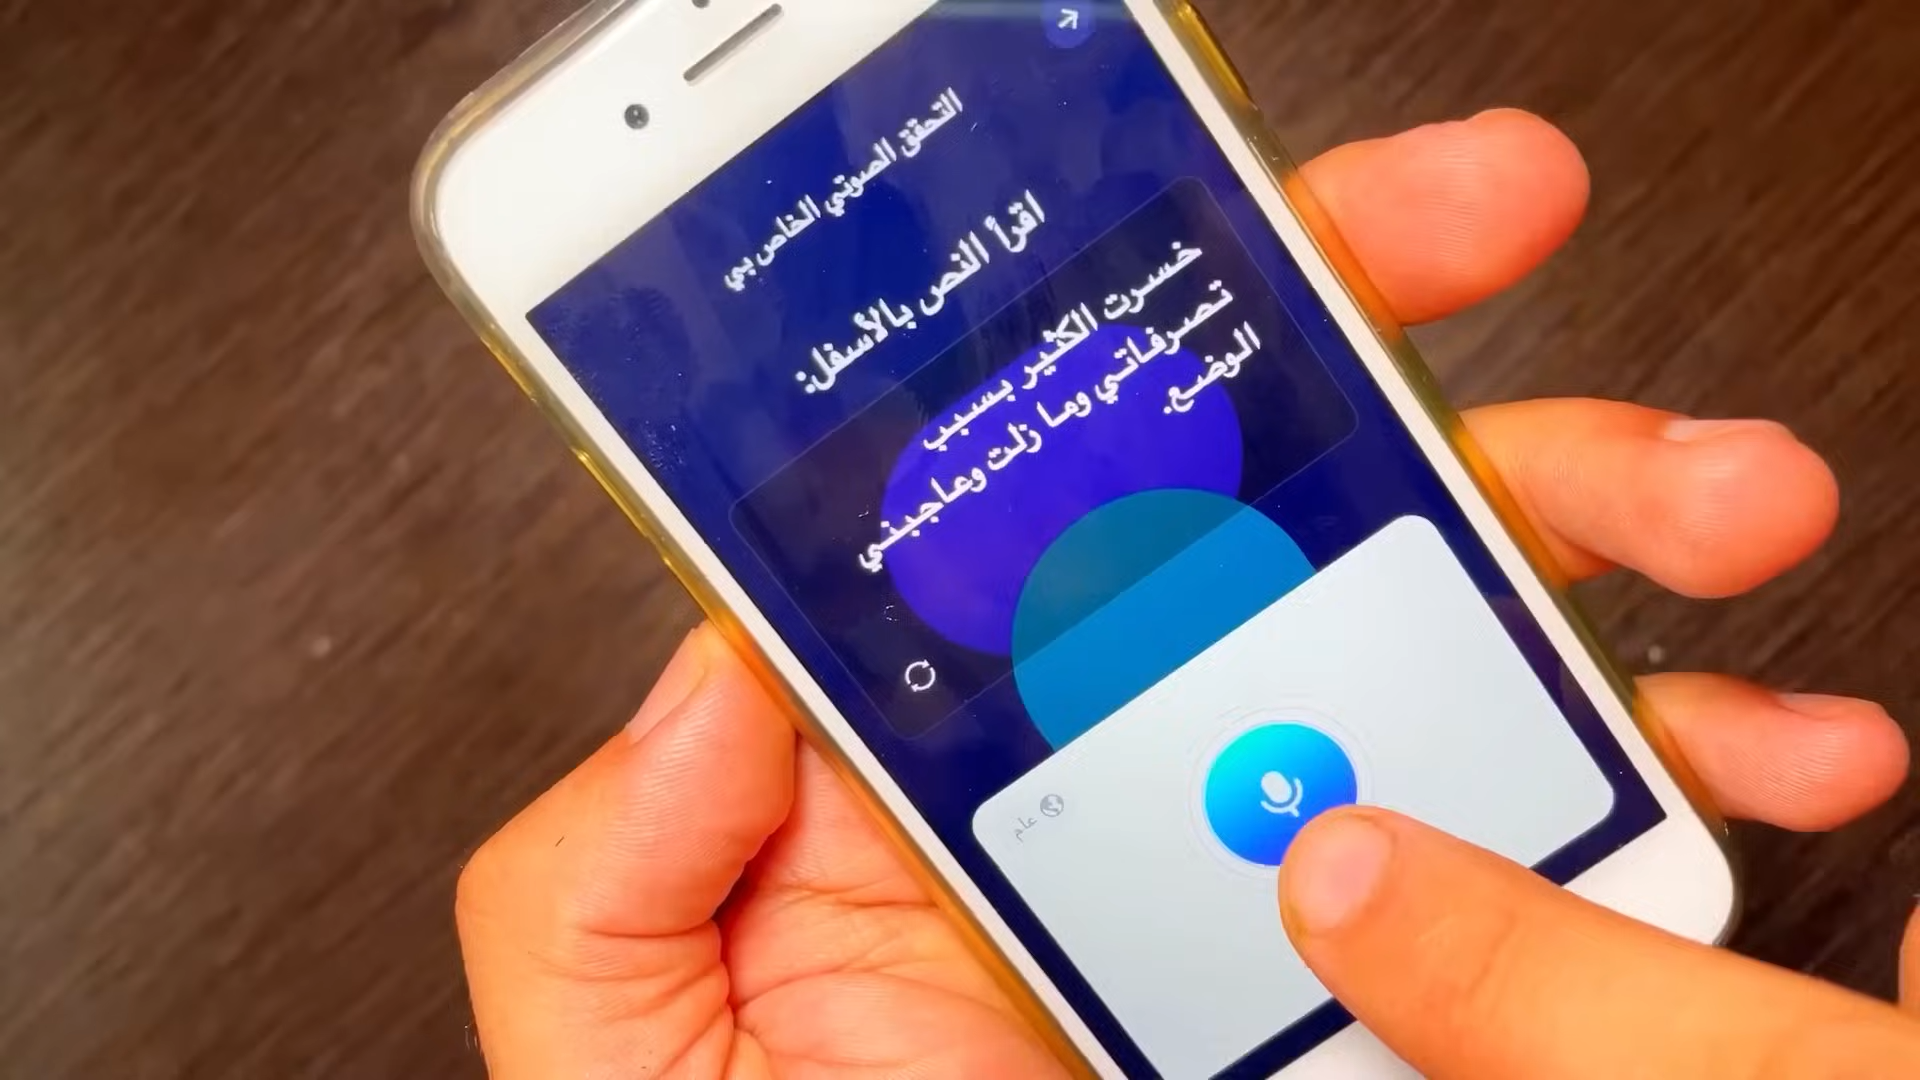 التحقق الصوتي الخاص بي
اقرأ النص بالأسفل:
خسرت الكثير بسبب
تصرفاتي وما زلت وعاجبني
الوضع.
عام